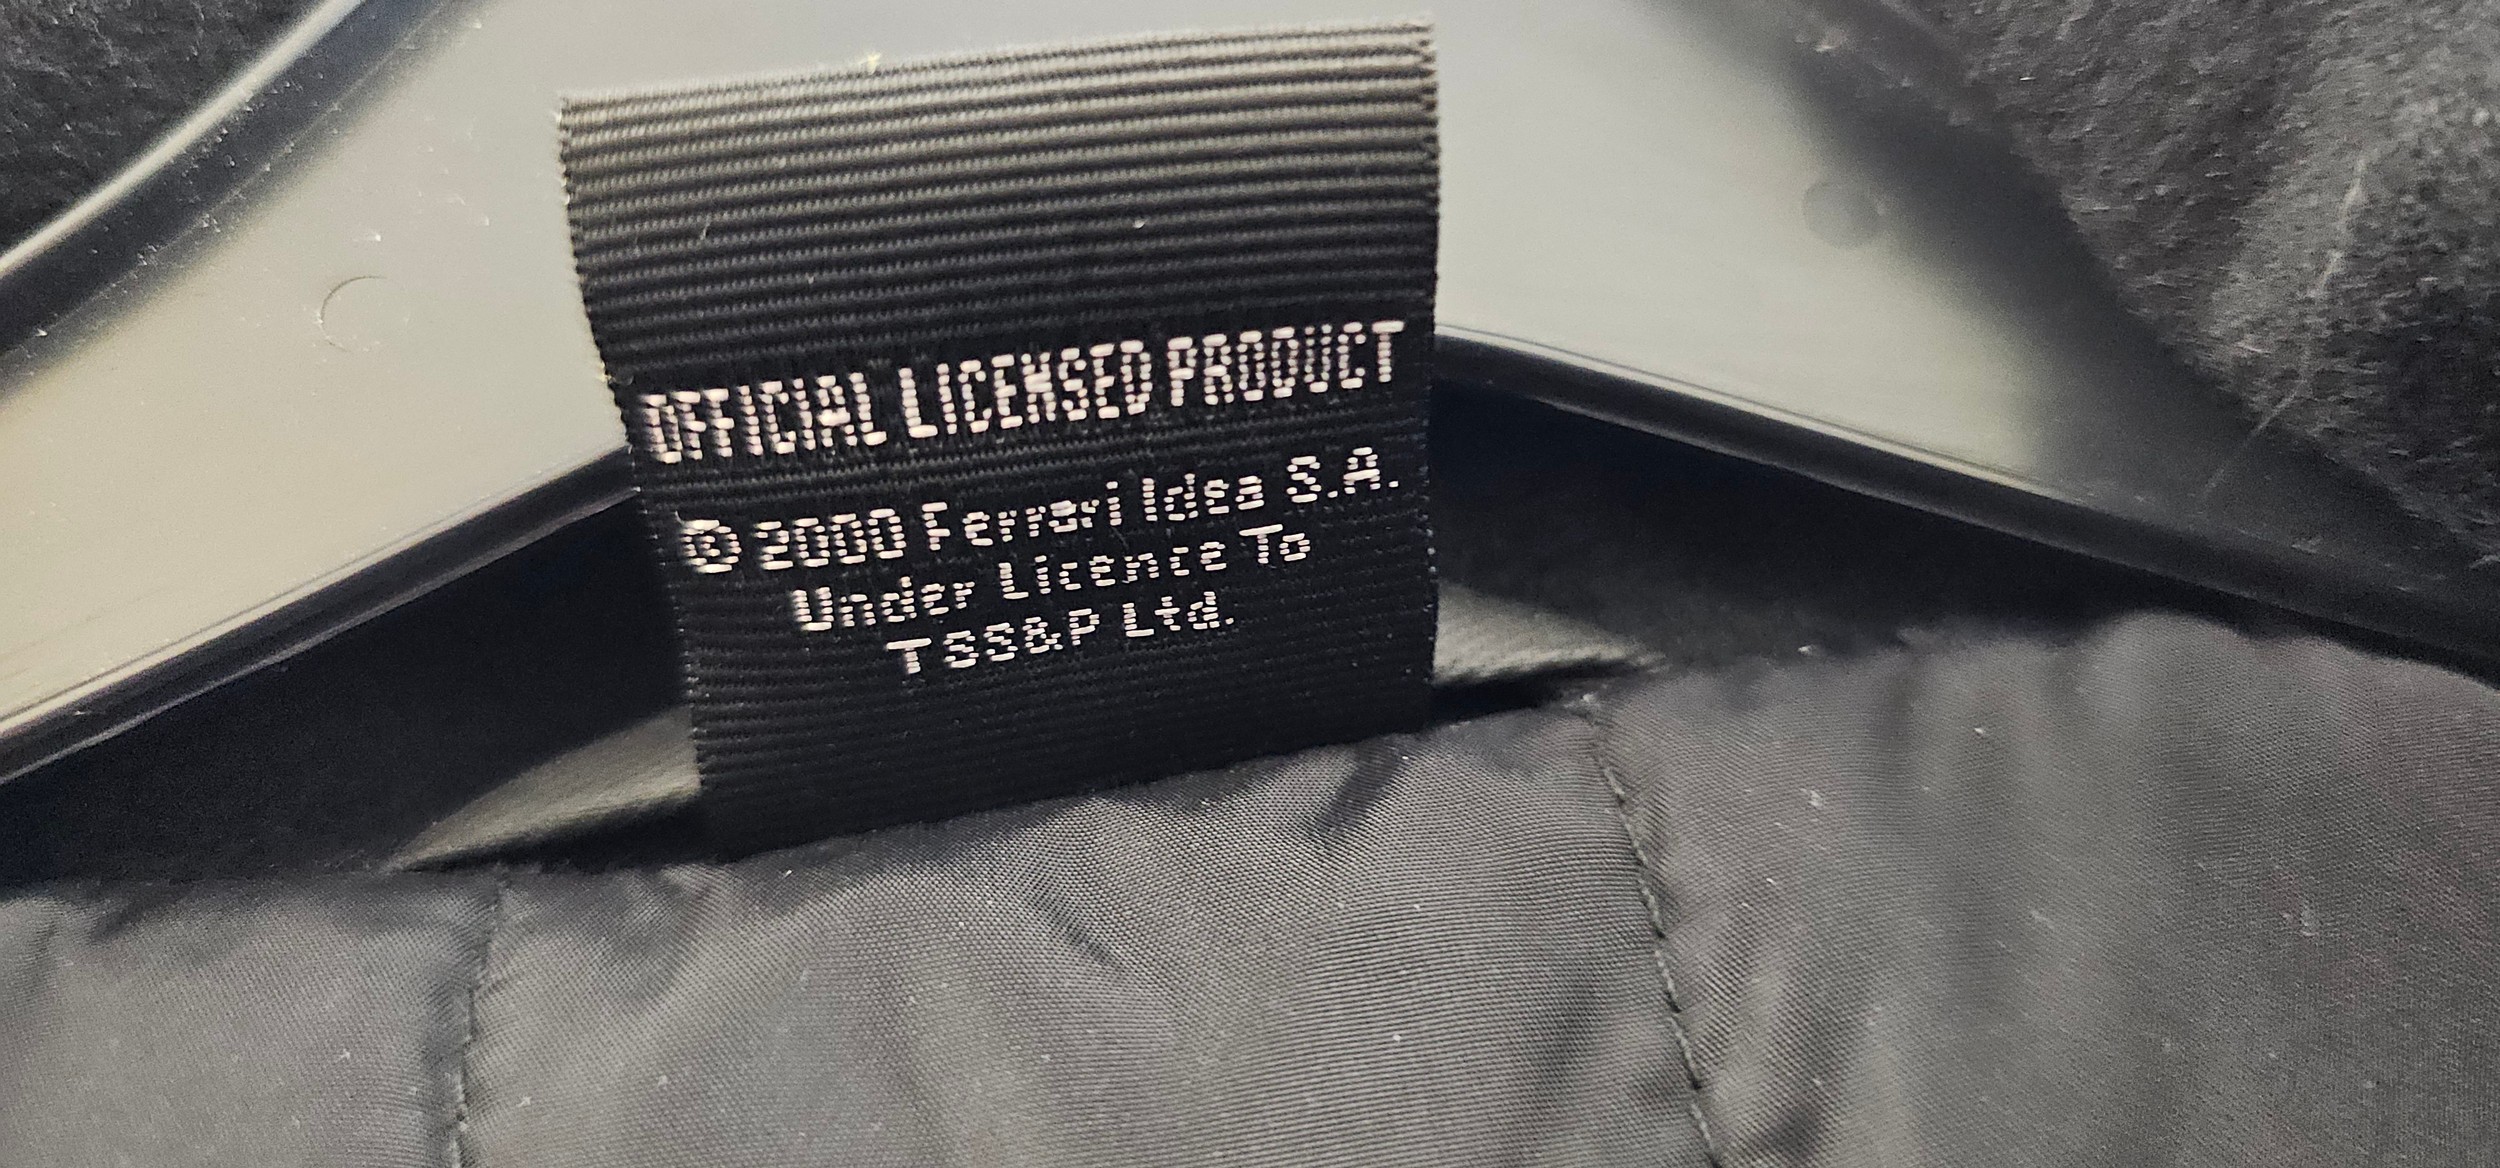 OFFICIAL LICENSED PRODUCT
© 2000 Ferrari Idea S.A.
Under Licence To
TSS&P Ltd.